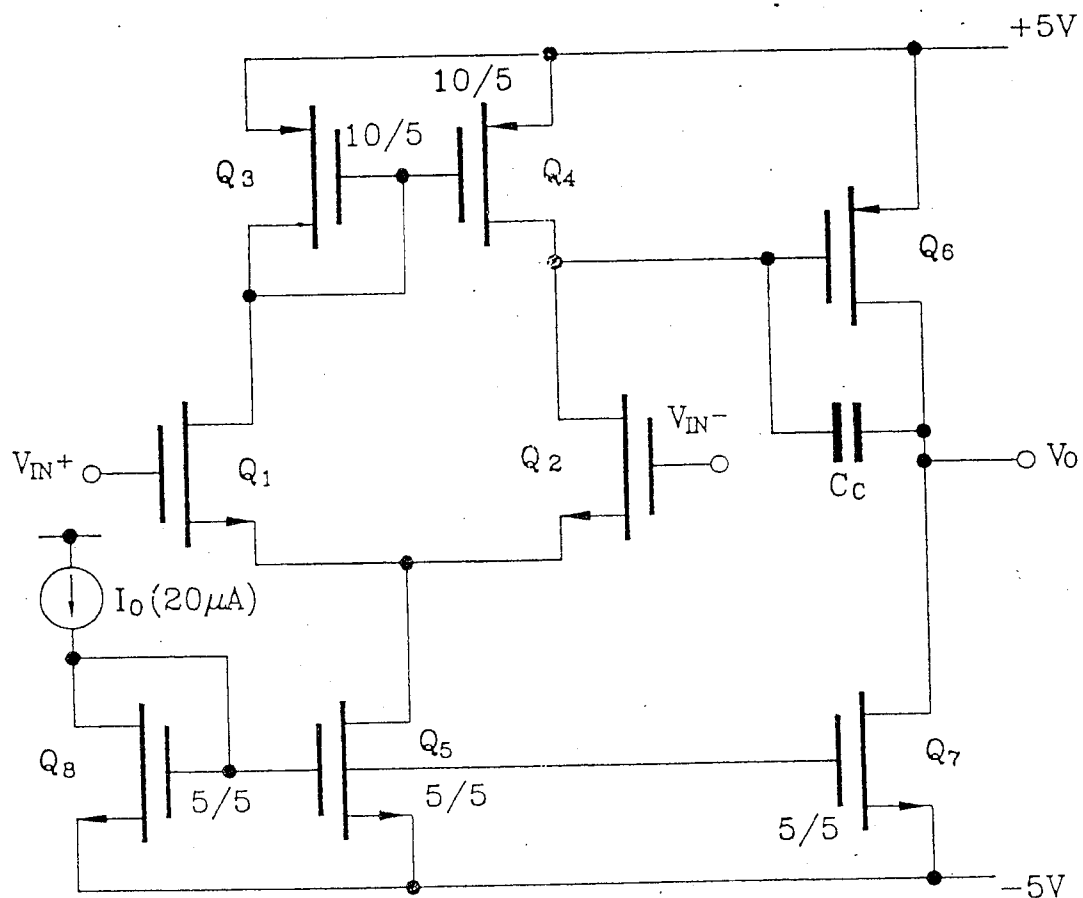 +5V
10/5
10/5
Q3
Q4
Q6
VIN+
Q1
Q2
VIN-
CC
VO
IO(20μA)
Q8
5/5
Q5
5/5
Q7
5/5
-5V